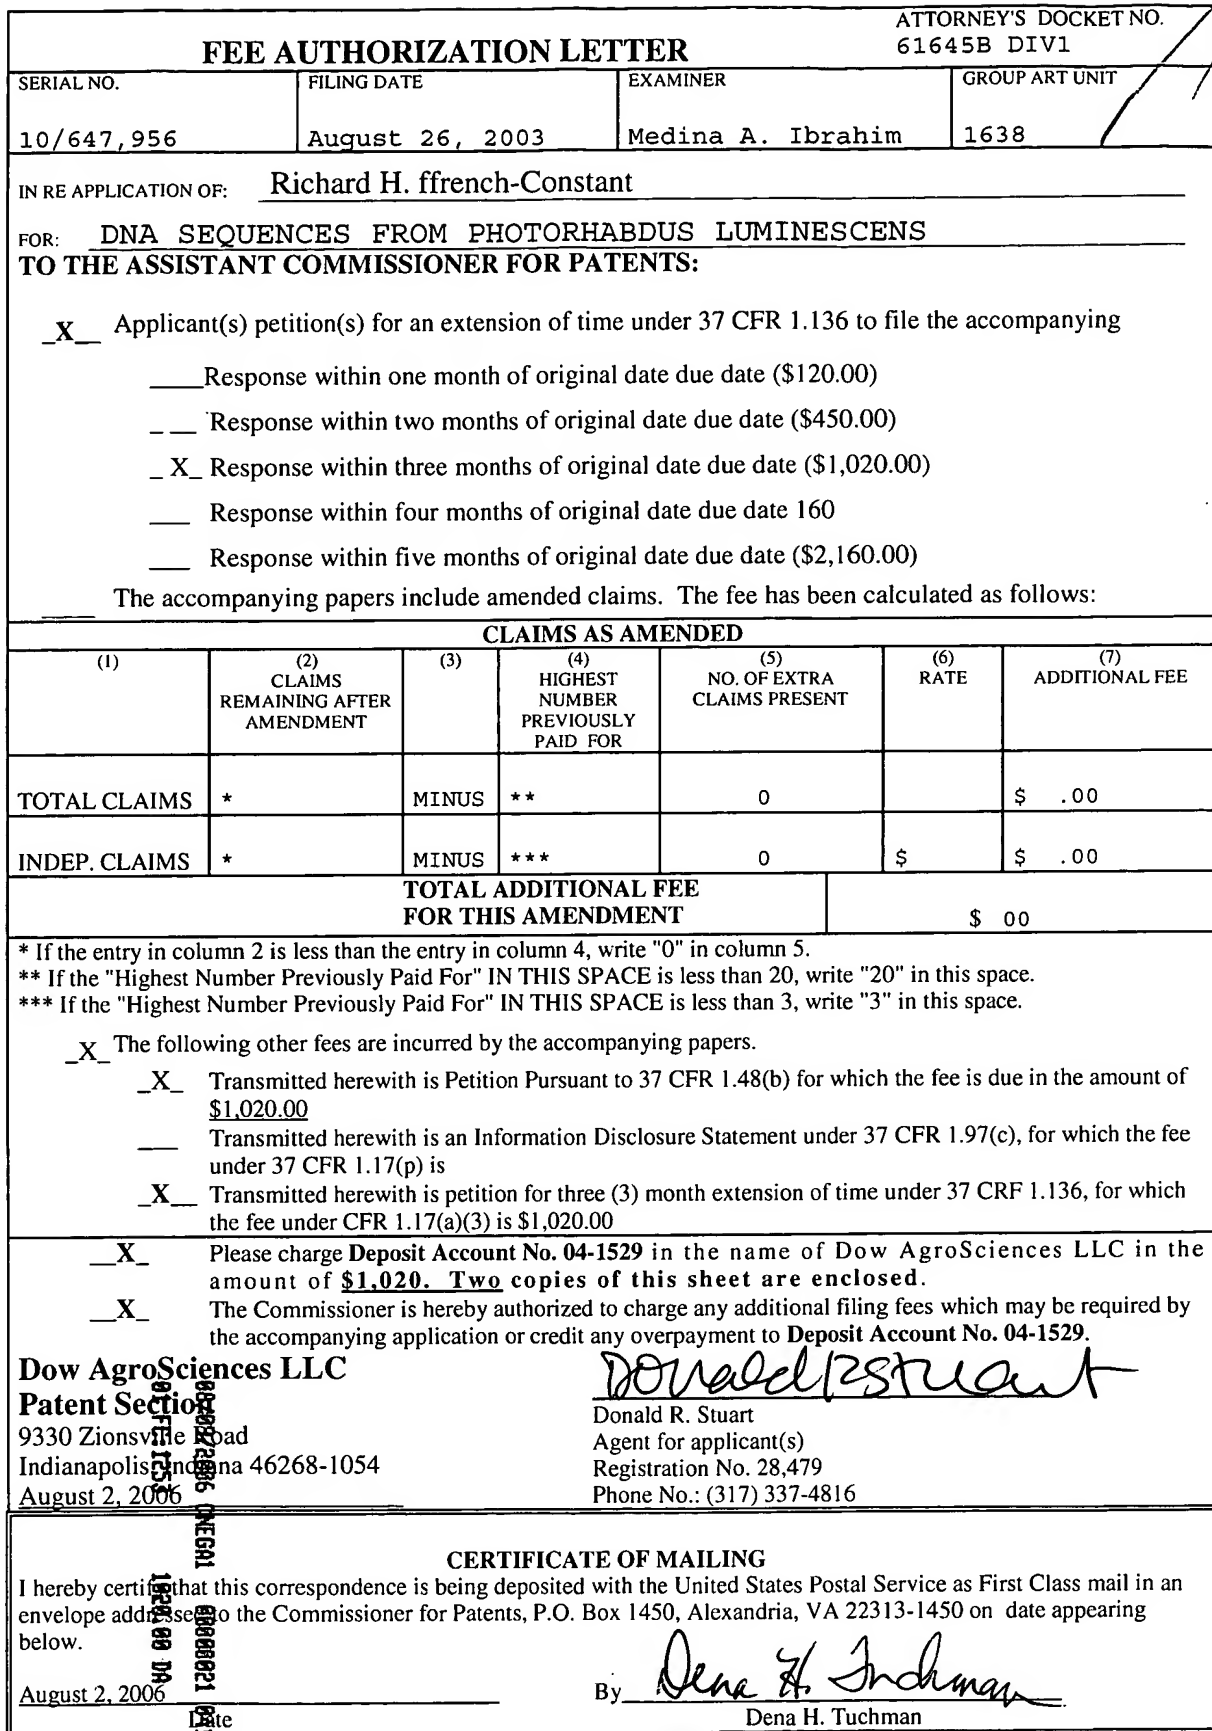 ATTORNEY'S DOCKET NO.
FEE AUTHORIZATION LETTER
61645B DIV1
SERIAL NO.
FILING DATE
EXAMINER
GROUP ART UNIT
10/647,956
August 26, 2003
Medina A. Ibrahim
1638
IN RE APPLICATION OF: Richard H. ffrench-Constant
FOR: DNA SEQUENCES FROM PHOTORHABDUS LUMINESCENS
TO THE ASSISTANT COMMISSIONER FOR PATENTS:
_X__ Applicant(s) petition(s) for an extension of time under 37 CFR 1.136 to file the accompanying
____Response within one month of original date due date ($120.00)
_ __ Response within two months of original date due date ($450.00)
_ X_ Response within three months of original date due date ($1,020.00)
___ Response within four months of original date due date 160
___ Response within five months of original date due date ($2,160.00)
____ The accompanying papers include amended claims. The fee has been calculated as follows:
CLAIMS AS AMENDED
(1)
(2)
CLAIMS
REMAINING AFTER
AMENDMENT
(3)
(4)
HIGHEST
NUMBER
PREVIOUSLY
PAID FOR
(5)
NO. OF EXTRA
CLAIMS PRESENT
(6)
RATE
(7)
ADDITIONAL FEE
TOTAL CLAIMS * MINUS ** 0 $ .00
INDEP. CLAIMS * MINUS *** 0 $ $ .00
TOTAL ADDITIONAL FEE
FOR THIS AMENDMENT
$ 00
* If the entry in column 2 is less than the entry in column 4, write "0" in column 5.
** If the "Highest Number Previously Paid For" IN THIS SPACE is less than 20, write "20" in this space.
*** If the "Highest Number Previously Paid For" IN THIS SPACE is less than 3, write "3" in this space.
_X_ The following other fees are incurred by the accompanying papers.
_X_ Transmitted herewith is Petition Pursuant to 37 CFR 1.48(b) for which the fee is due in the amount of
$1,020.00
___ Transmitted herewith is an Information Disclosure Statement under 37 CFR 1.97(c), for which the fee
under 37 CFR 1.17(p) is
_X__ Transmitted herewith is petition for three (3) month extension of time under 37 CRF 1.136, for which
the fee under CFR 1.17(a)(3) is $1,020.00
__X_ Please charge Deposit Account No. 04-1529 in the name of Dow AgroSciences LLC in the
amount of $1,020. Two copies of this sheet are enclosed.
__X_ The Commissioner is hereby authorized to charge any additional filing fees which may be required by
the accompanying application or credit any overpayment to Deposit Account No. 04-1529.
Dow AgroSciences LLC
Patent Section
9330 Zionsville Road
Indianapolis, Indiana 46268-1054
August 2, 2006
Donald R Stuart
Donald R. Stuart
Agent for applicant(s)
Registration No. 28,479
Phone No.: (317) 337-4816
CERTIFICATE OF MAILING
I hereby certify that this correspondence is being deposited with the United States Postal Service as First Class mail in an
envelope addressed to the Commissioner for Patents, P.O. Box 1450, Alexandria, VA 22313-1450 on date appearing
below.
August 2, 2006
Date
By Dena H. Tuchman
Dena H. Tuchman
01 FC:1253